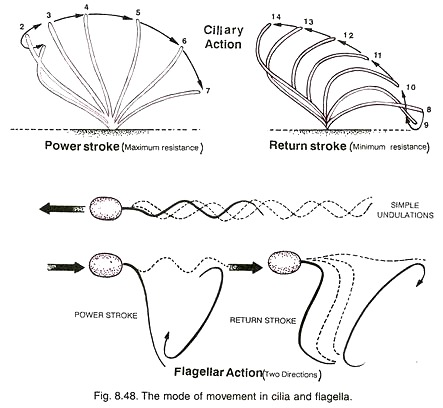 Ciliary
Action
2 3 4 5 6 7
14 13 12 11 10 8 9
Power stroke (Maximum resistance)
Return stroke (Minimum resistance)
SIMPLE
UNDULATIONS
POWER STROKE
RETURN STROKE
Flagellar Action (Two Directions)
Fig. 8.48. The mode of movement in cilia and flagella.